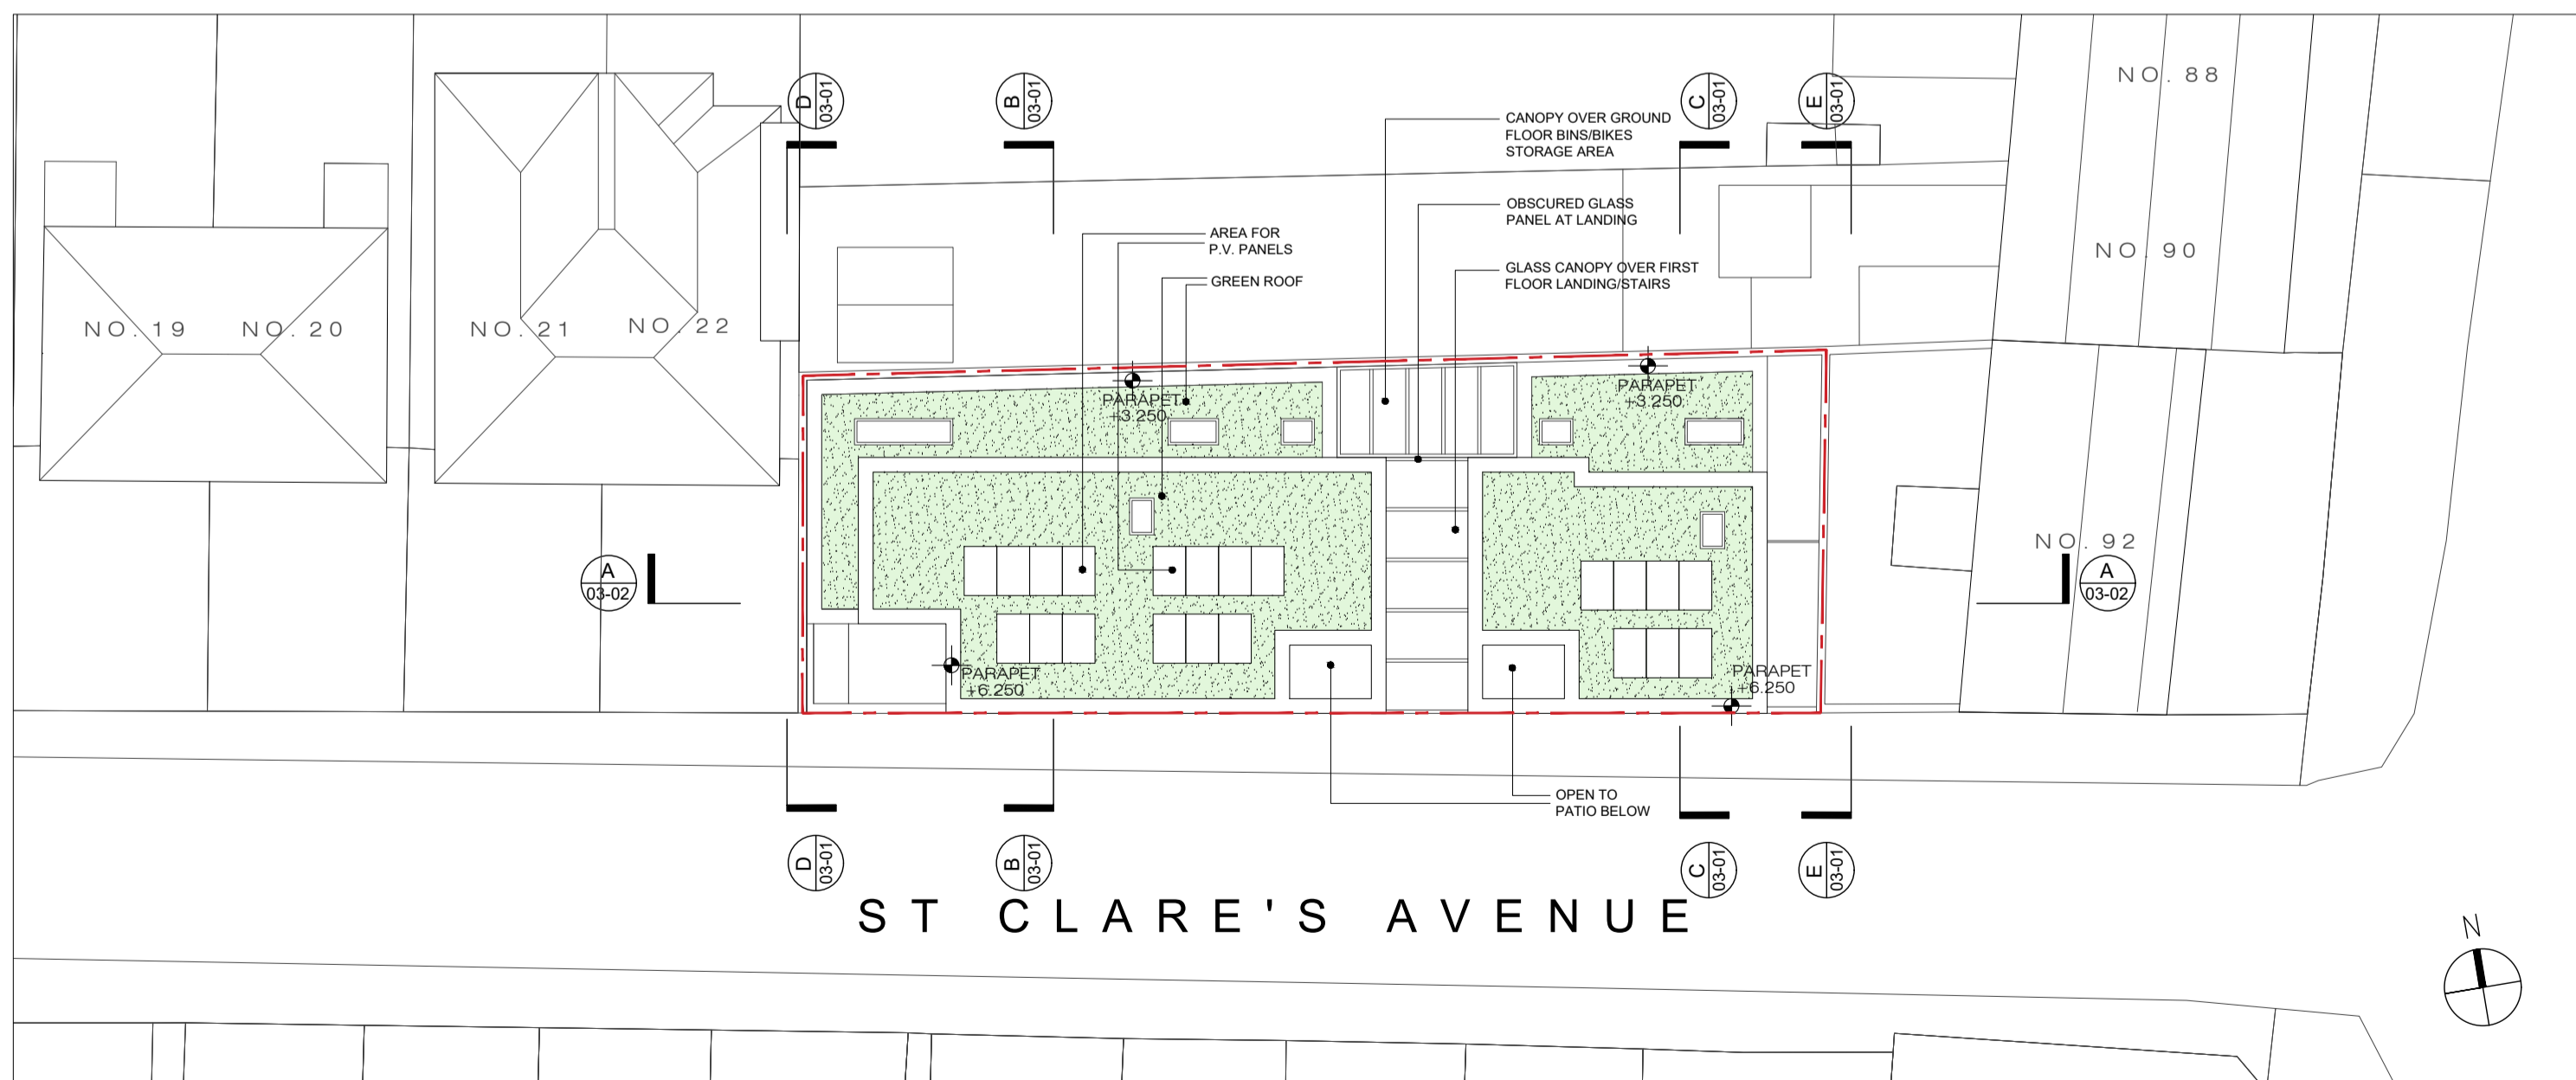 NO. 88
D
03-01
B
03-01
C
03-01
E
03-01
CANOPY OVER GROUND
FLOOR BINS/BIKES
STORAGE AREA
OBSCURED GLASS
PANEL AT LANDING
AREA FOR
P.V. PANELS
GREEN ROOF
GLASS CANOPY OVER FIRST
FLOOR LANDING/STAIRS
NO. 90
NO. 19
NO. 20
NO. 21
NO. 22
PARAPET
+3.250
PARAPET
+3.250
NO. 92
A
03-02
A
03-02
PARAPET
+6.250
PARAPET
+6.250
OPEN TO
PATIO BELOW
D
03-01
B
03-01
C
03-01
E
03-01
ST CLARE'S AVENUE
N